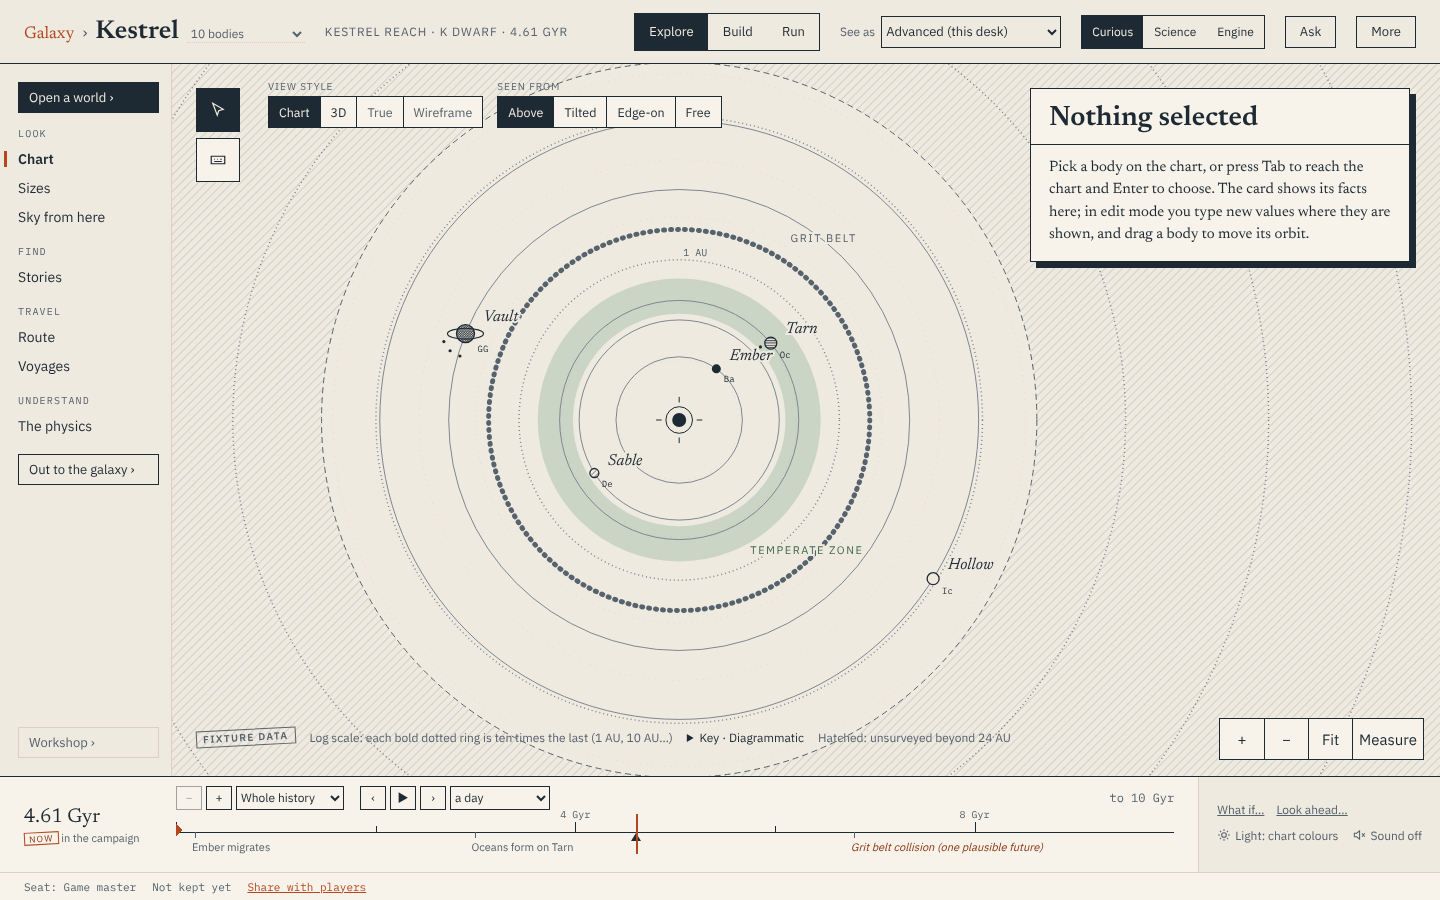 Galaxy › Kestrel 10 bodies KESTREL REACH · K DWARF · 4.61 GYR Explore Build Run See as Advanced (this desk) Curious Science Engine Ask More
Open a world ›
LOOK
Chart
Sizes
Sky from here
FIND
Stories
TRAVEL
Route
Voyages
UNDERSTAND
The physics
Out to the galaxy ›
Workshop ›
VIEW STYLE
Chart 3D True Wireframe
SEEN FROM
Above Tilted Edge-on Free
Nothing selected
Pick a body on the chart, or press Tab to reach the
chart and Enter to choose. The card shows its facts
here; in edit mode you type new values where they are
shown, and drag a body to move its orbit.
GRIT BELT
1 AU
Vault
GG
Tarn
Oc
Ember
Ba
Sable
De
TEMPERATE ZONE
Hollow
Ic
FIXTURE DATA Log scale: each bold dotted ring is ten times the last (1 AU, 10 AU...) Key · Diagrammatic Hatched: unsurveyed beyond 24 AU
+ − Fit Measure
4.61 Gyr
NOW in the campaign
− + Whole history ‹ › a day to 10 Gyr
4 Gyr 8 Gyr
Ember migrates Oceans form on Tarn Grit belt collision (one plausible future)
What if... Look ahead...
Light: chart colours Sound off
Seat: Game master Not kept yet Share with players